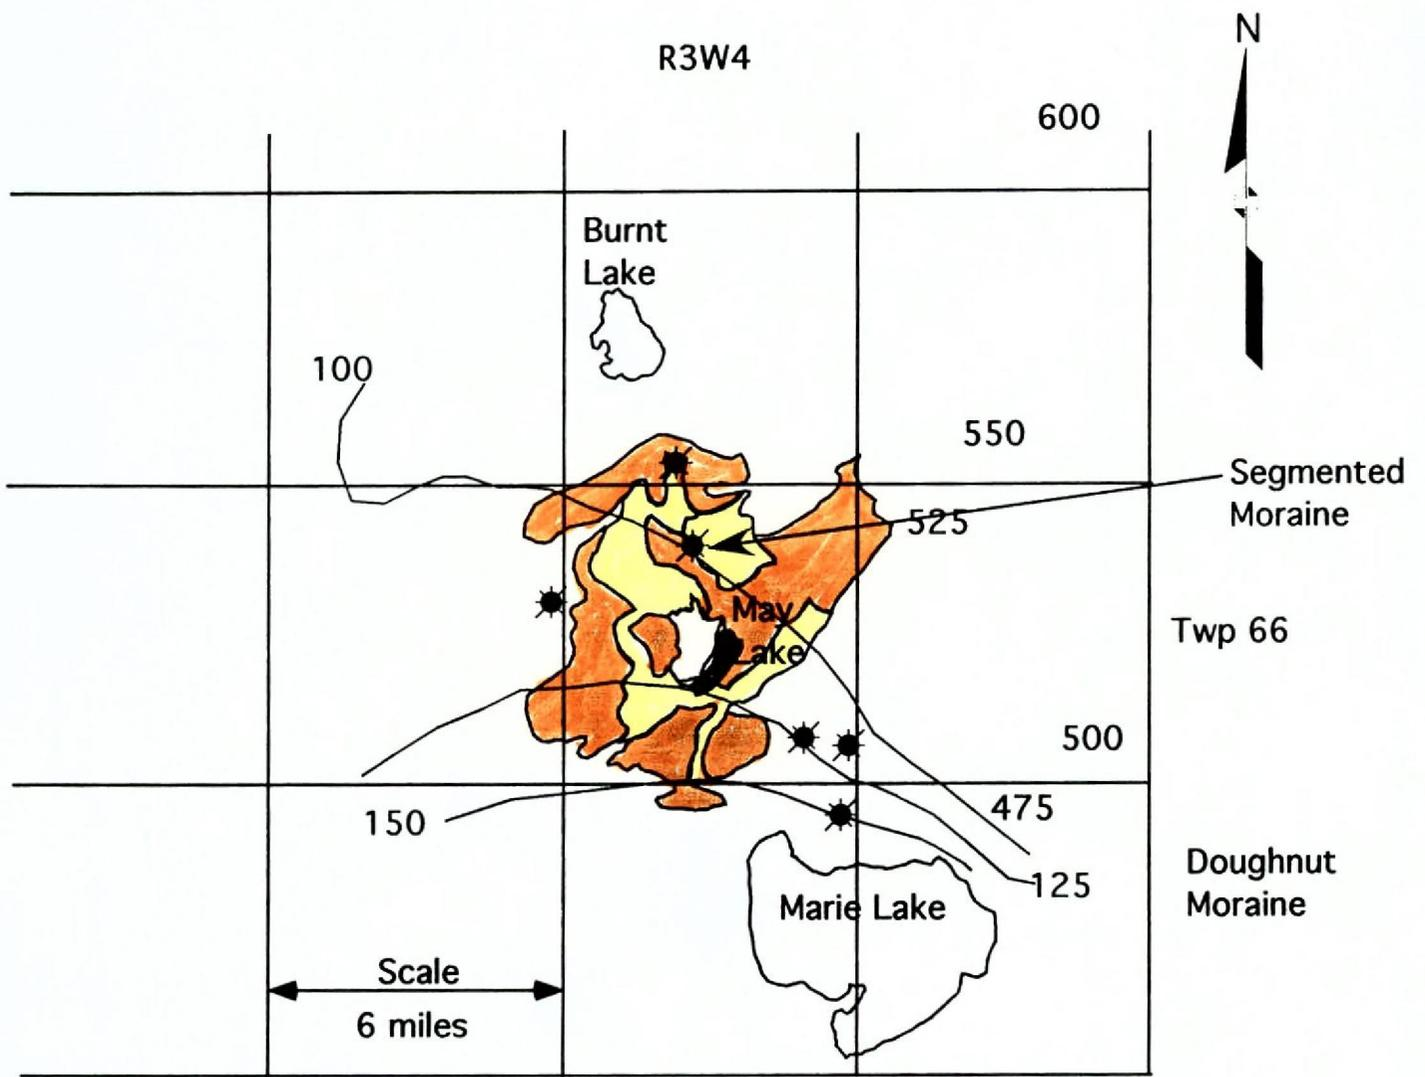 N
R3W4
600
Burnt
Lake
100
550
Segmented
Moraine
525
May
Lake
Twp 66
500
475
150
125
Doughnut
Moraine
Marie Lake
Scale
6 miles